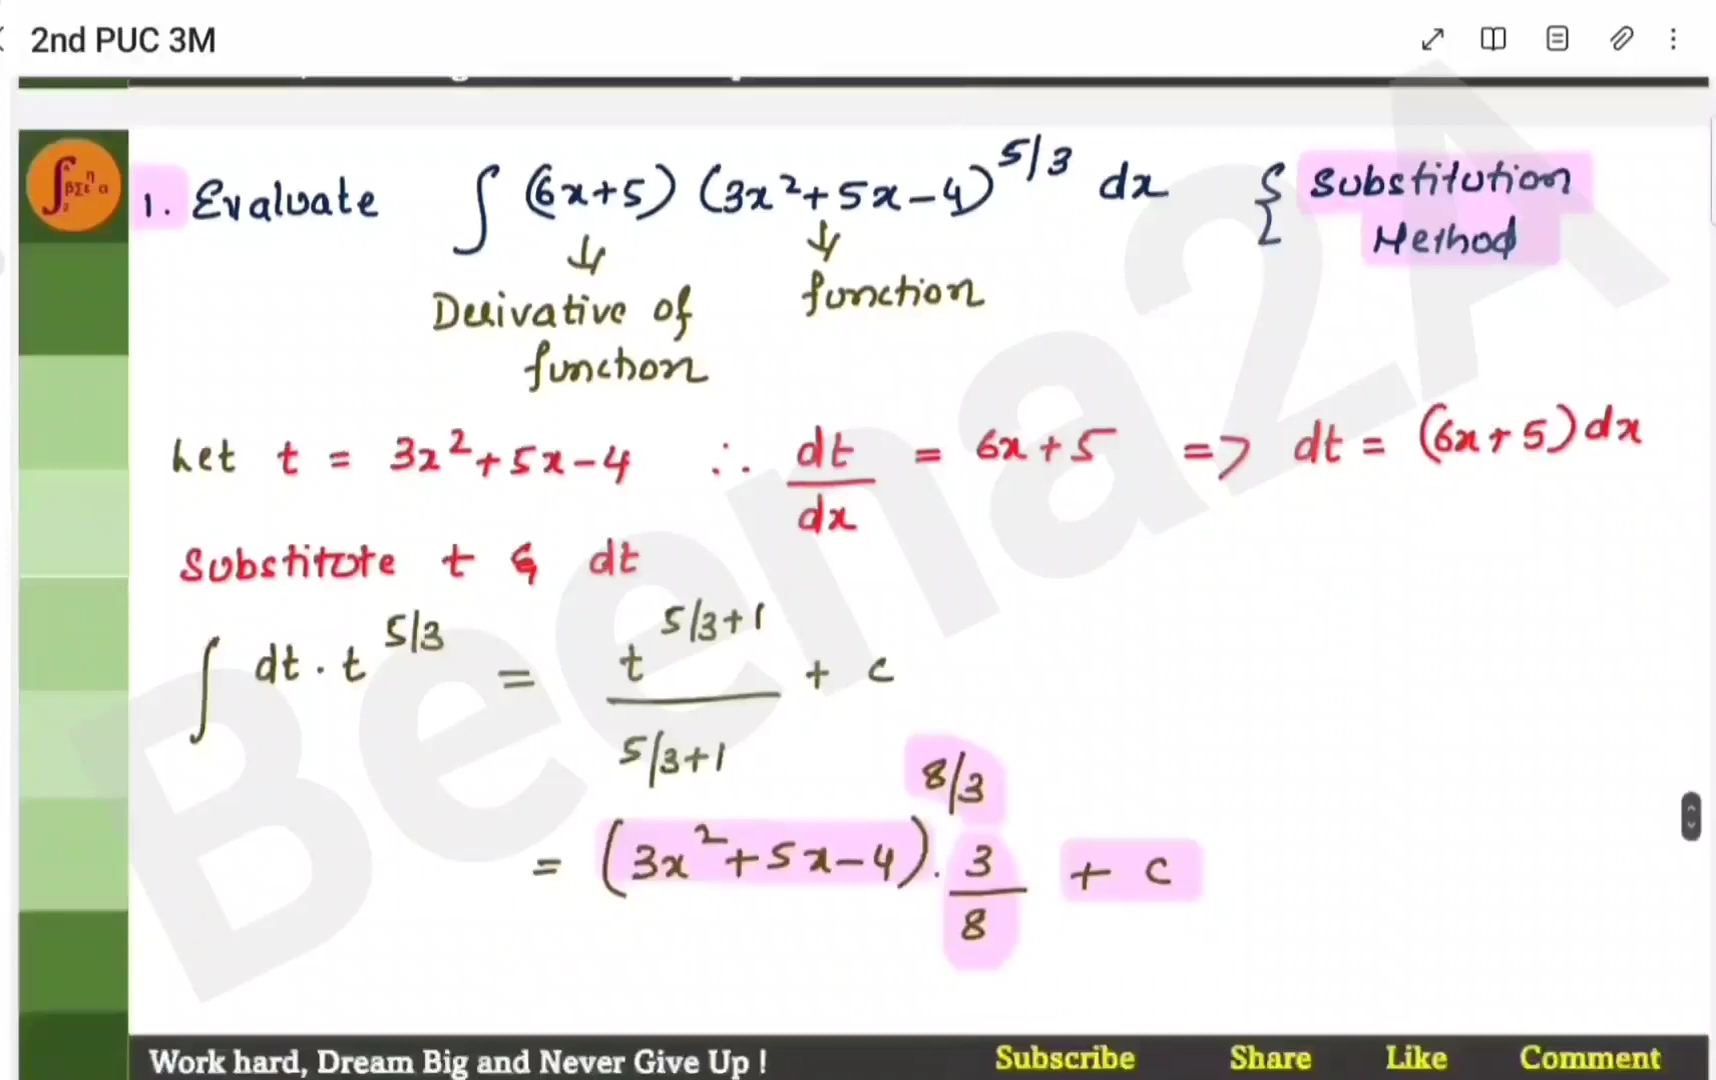 2nd PUC 3M
1. Evaluate ∫ (6x+5) (3x²+5x-4)^5/3 dx { Substitution Method
Derivative of function
function
Let t = 3x²+5x-4 ∴ dt/dx = 6x+5 => dt = (6x+5)dx
Substitute t & dt
∫ dt . t^5/3 = t^5/3+1 / 5/3+1 + c
= (3x²+5x-4)^8/3 . 3/8 + c
Beena2A
Work hard, Dream Big and Never Give Up ! Subscribe Share Like Comment